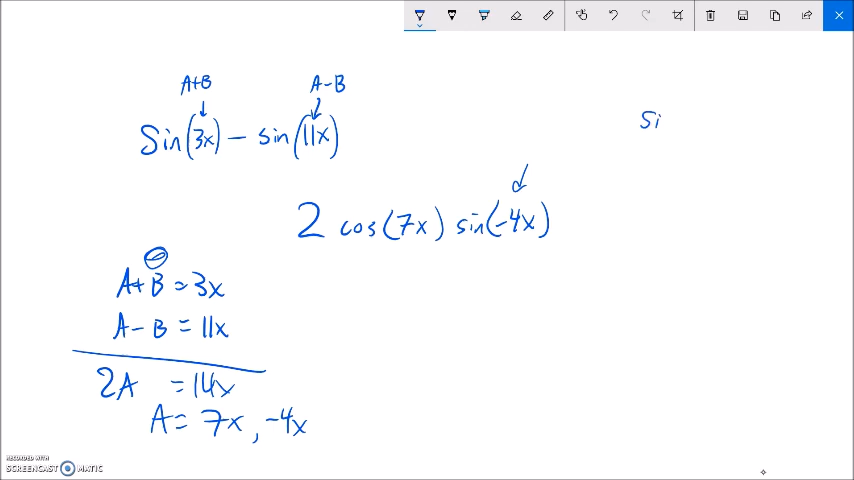 A+B A−B
Sin(3x) − sin(11x)
Si
2 cos(7x) sin(-4x)
A+B = 3x
A−B = 11x
2A = 14x
A = 7x, -4x
RECORDED WITH
SCREENCAST MATIC